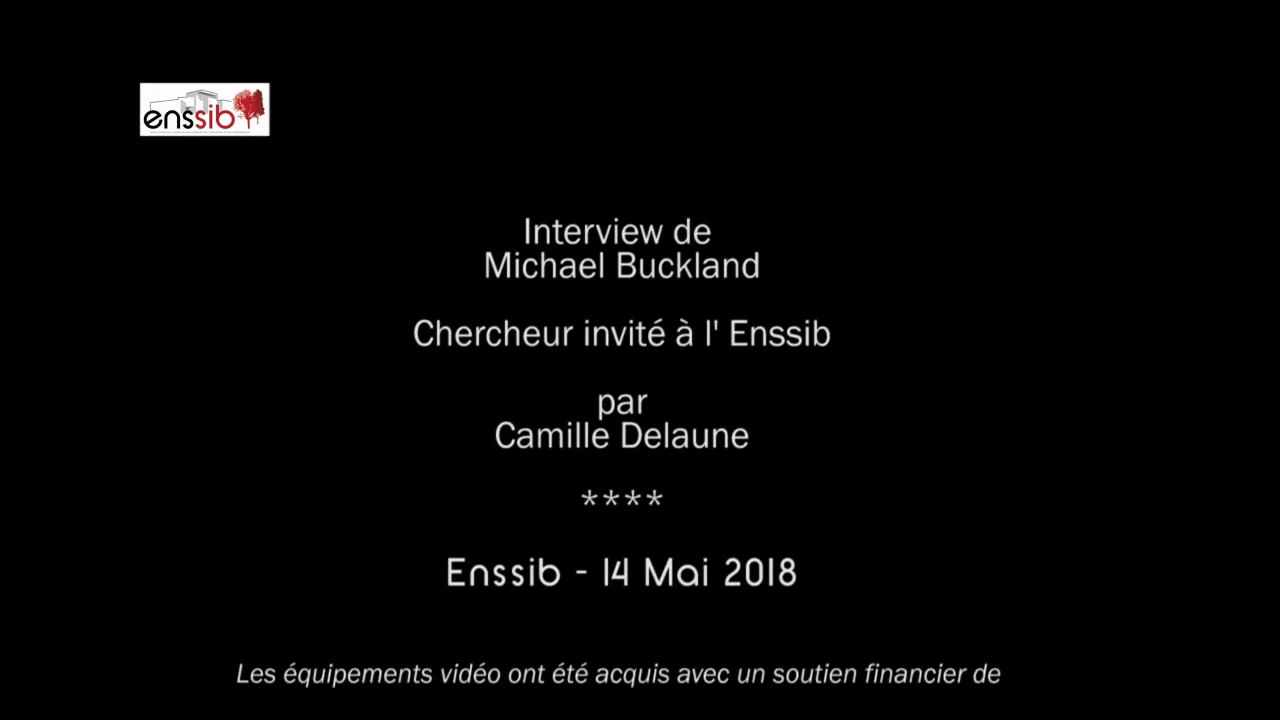 enssib
Interview de
Michael Buckland
Chercheur invité à l' Enssib
par
Camille Delaune
****
Enssib - 14 Mai 2018
Les équipements vidéo ont été acquis avec un soutien financier de